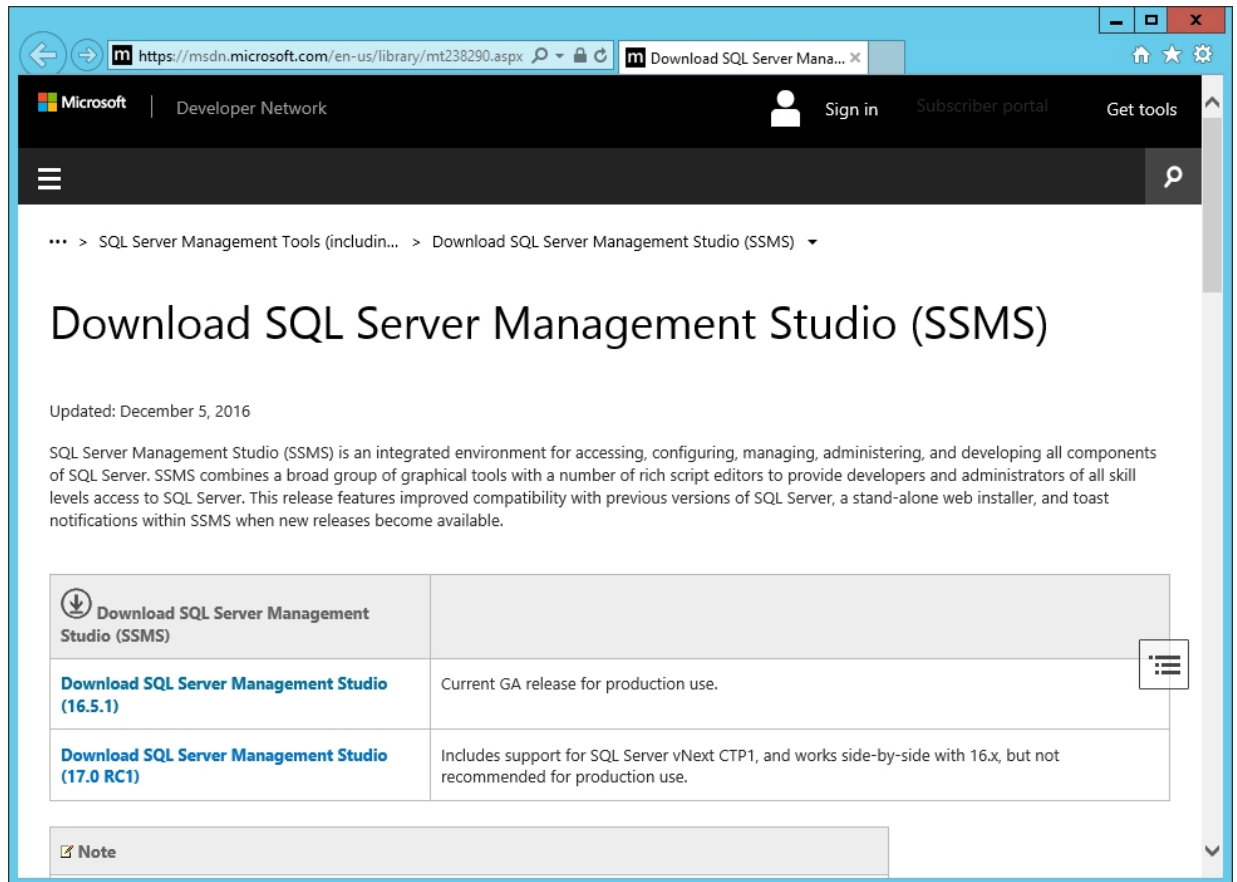 https://msdn.microsoft.com/en-us/library/mt238290.aspx
Download SQL Server Mana...
Microsoft | Developer Network
Sign in
Subscriber portal
Get tools
... > SQL Server Management Tools (includin... > Download SQL Server Management Studio (SSMS)
Download SQL Server Management Studio (SSMS)
Updated: December 5, 2016
SQL Server Management Studio (SSMS) is an integrated environment for accessing, configuring, managing, administering, and developing all components
of SQL Server. SSMS combines a broad group of graphical tools with a number of rich script editors to provide developers and administrators of all skill
levels access to SQL Server. This release features improved compatibility with previous versions of SQL Server, a stand-alone web installer, and toast
notifications within SSMS when new releases become available.
Download SQL Server Management
Studio (SSMS)
Download SQL Server Management Studio
(16.5.1)
Current GA release for production use.
Download SQL Server Management Studio
(17.0 RC1)
Includes support for SQL Server vNext CTP1, and works side-by-side with 16.x, but not
recommended for production use.
Note